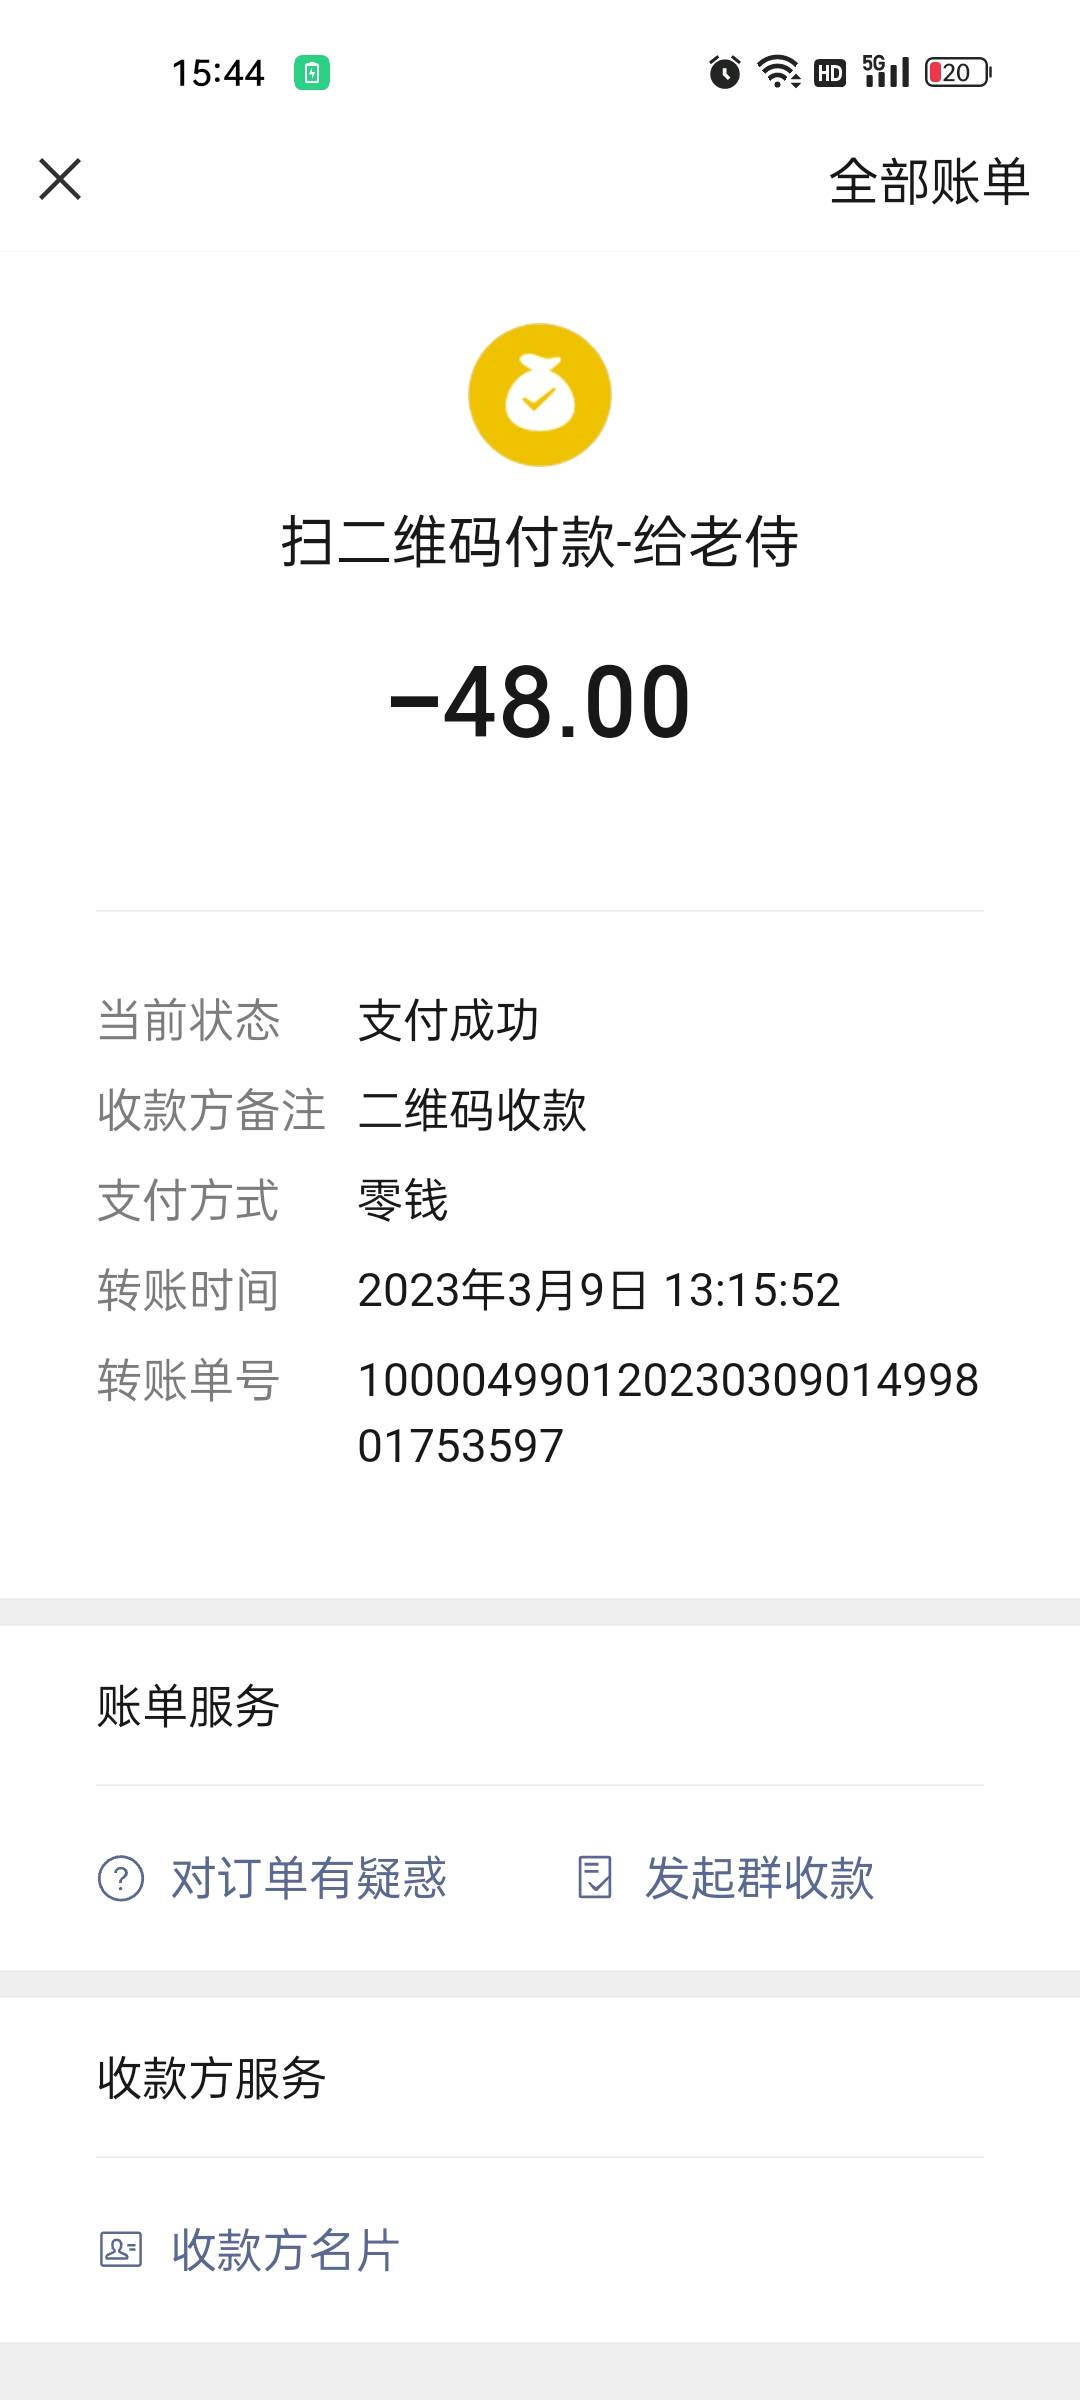 15:44 HD 5G 20
全部账单
扫二维码付款-给老侍
-48.00
当前状态 支付成功
收款方备注 二维码收款
支付方式 零钱
转账时间 2023年3月9日 13:15:52
转账单号 100004990120230309014998
01753597
账单服务
对订单有疑惑 发起群收款
收款方服务
收款方名片